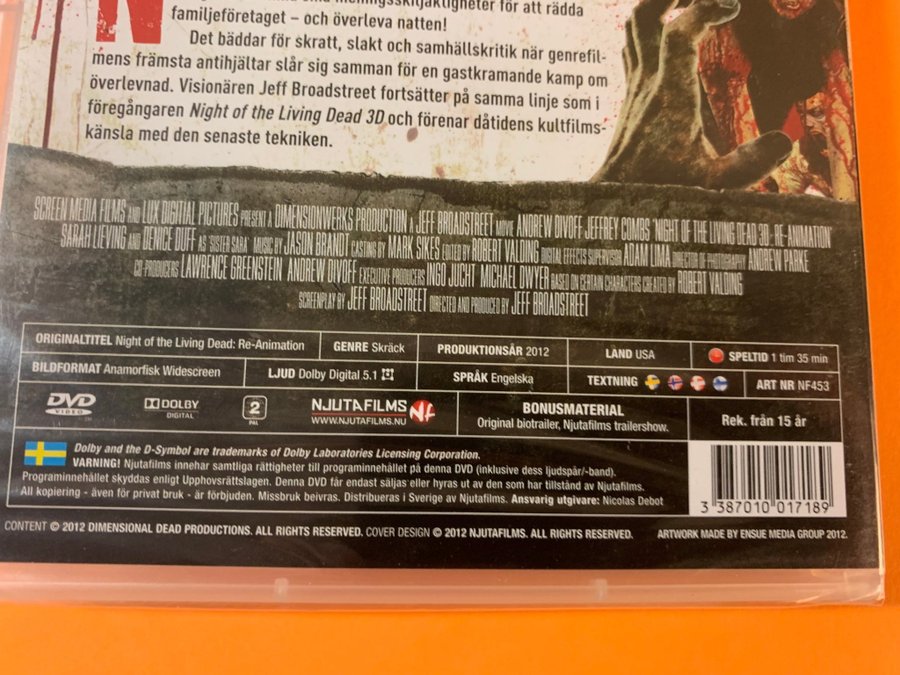 för att rädda
familjeföretaget – och överleva natten!
Det bäddar för skratt, slakt och samhällskritik när genrefil-
mens främsta antihjältar slår sig samman för en gastkramande kamp om
överlevnad. Visionären Jeff Broadstreet fortsätter på samma linje som i
föregångaren Night of the Living Dead 3D och förenar dåtidens kultfilms-
känsla med den senaste tekniken.
SCREEN MEDIA FILMS AND LUX DIGITAL PICTURES PRESENT A DIMENSIONWERKS PRODUCTION A JEFF BROADSTREET MOVIE ANDREW DIVOFF JEFFREY COMBS 'NIGHT OF THE LIVING DEAD 3D: RE-ANIMATION'
SARAH LIEVING AND DENICE DUFF AS 'SISTER SARA' MUSIC BY JASON BRANDT CASTING BY MARK SIKES EDITED BY ROBERT VALDING DIGITAL EFFECTS SUPERVISOR ADAM LIMA DIRECTOR OF PHOTOGRAPHY ANDREW PARKE
CO-PRODUCERS LAWRENCE GREENSTEIN ANDREW DIVOFF EXECUTIVE PRODUCERS INGO JUCHT MICHAEL DWYER BASED ON CERTAIN CHARACTERS CREATED BY ROBERT VALDING
SCREENPLAY BY JEFF BROADSTREET DIRECTED AND PRODUCED BY JEFF BROADSTREET
ORIGINALTITEL Night of the Living Dead: Re-Animation GENRE Skräck PRODUKTIONSÅR 2012 LAND USA SPELTID 1 tim 35 min
BILDFORMAT Anamorfisk Widescreen LJUD Dolby Digital 5.1 SPRÅK Engelska TEXTNING ART NR NF453
DVD VIDEO DOLBY DIGITAL 2 PAL NJUTAFILMS WWW.NJUTAFILMS.NU NF BONUSMATERIAL Rek. från 15 år
Original biotrailer, Njutafilms trailershow.
Dolby and the D-Symbol are trademarks of Dolby Laboratories Licensing Corporation.
VARNING! Njutafilms innehar samtliga rättigheter till programinnehållet på denna DVD (inklusive dess ljudspår/-band).
Programinnehållet skyddas enligt Upphovsrättslagen. Denna DVD får endast säljas eller hyras ut av den som har tillstånd av Njutafilms.
All kopiering - även för privat bruk - är förbjuden. Missbruk beivras. Distribueras i Sverige av Njutafilms. Ansvarig utgivare: Nicolas Debot
3 387010 017189
CONTENT © 2012 DIMENSIONAL DEAD PRODUCTIONS. ALL RIGHTS RESERVED. COVER DESIGN © 2012 NJUTAFILMS. ALL RIGHTS RESERVED. ARTWORK MADE BY ENSUE MEDIA GROUP 2012.